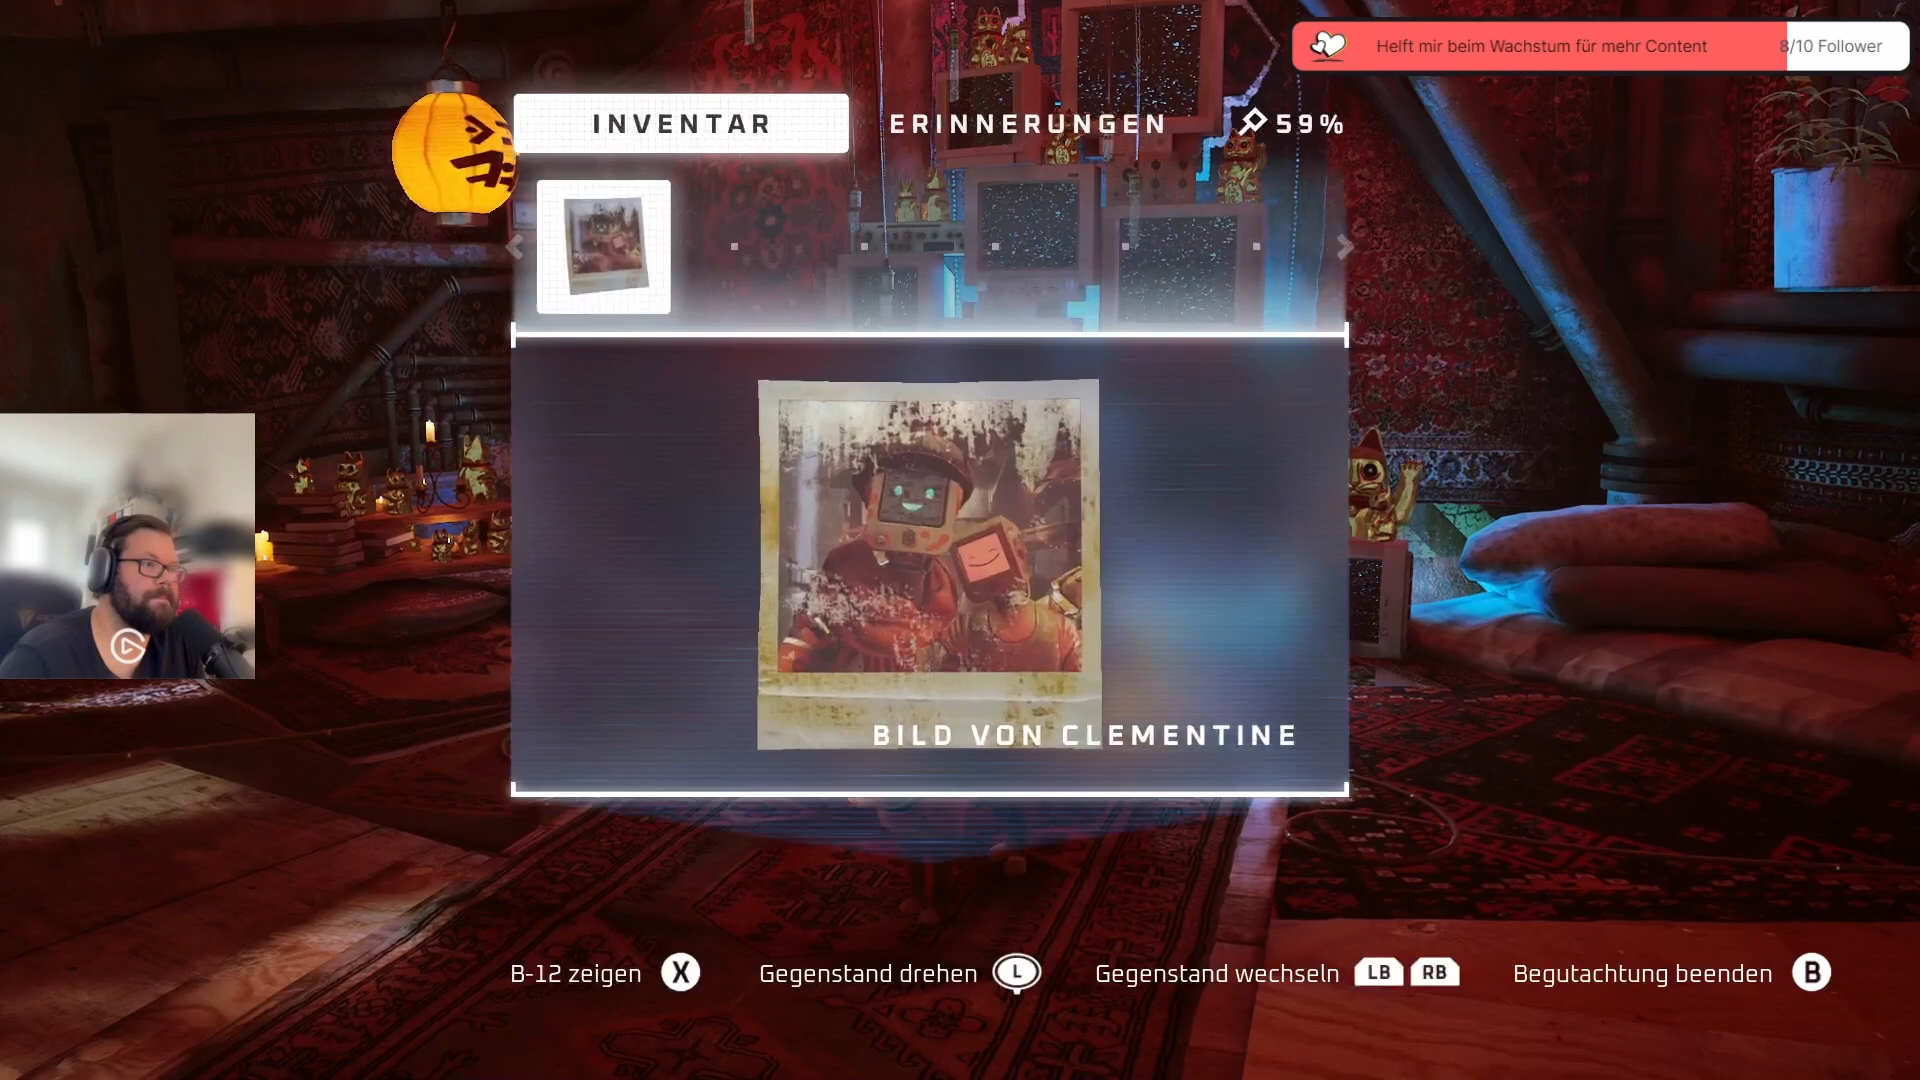 Helft mir beim Wachstum für mehr Content 8/10 Follower
INVENTAR ERINNERUNGEN 59%
BILD VON CLEMENTINE
B-12 zeigen X Gegenstand drehen L Gegenstand wechseln LB RB Begutachtung beenden B